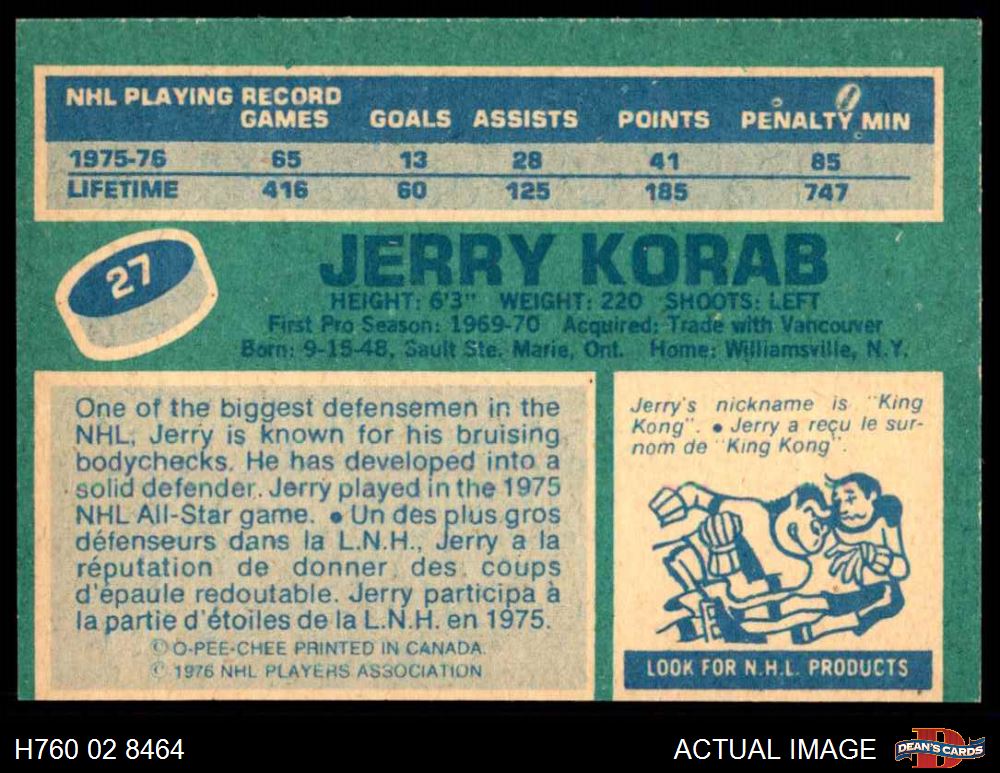 NHL PLAYING RECORD
GAMES GOALS ASSISTS POINTS PENALTY MIN
1975-76 65 13 28 41 85
LIFETIME 416 60 125 185 747
27
JERRY KORAB
HEIGHT: 6'3" WEIGHT: 220 SHOOTS: LEFT
First Pro Season: 1969-70 Acquired: Trade with Vancouver
Born: 9-15-48, Sault Ste. Marie, Ont. Home: Williamsville, N.Y.
One of the biggest defensemen in the
NHL, Jerry is known for his bruising
bodychecks. He has developed into a
solid defender. Jerry played in the 1975
NHL All-Star game. • Un des plus gros
défenseurs dans la L.N.H., Jerry a la
réputation de donner des coups
d'épaule redoutable. Jerry participa à
la partie d'étoiles de la L.N.H. en 1975.
© O-PEE-CHEE PRINTED IN CANADA.
© 1976 NHL PLAYERS ASSOCIATION
Jerry's nickname is "King
Kong". • Jerry a reçu le sur-
nom de "King Kong".
LOOK FOR N.H.L. PRODUCTS
H760 02 8464
ACTUAL IMAGE
DEAN'S CARDS